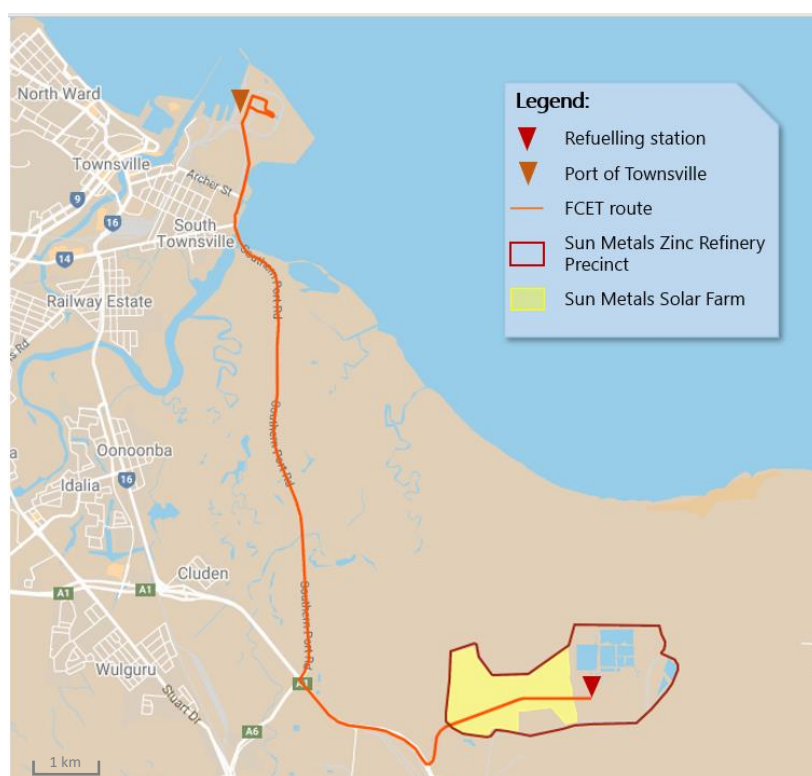 North Ward
Townsville
Archer St
9
16
South
Townsville
14
Southern Port Rd
Railway Estate
s Rd
Southern Port Rd
a
Oonoonba
Idalia
16
Cluden
A1
A1
Southern Port Rd
Wulguru
Stuart Dr
A1
A6
1 km
Legend:
Refuelling station
Port of Townsville
FCET route
Sun Metals Zinc Refinery
Precinct
Sun Metals Solar Farm